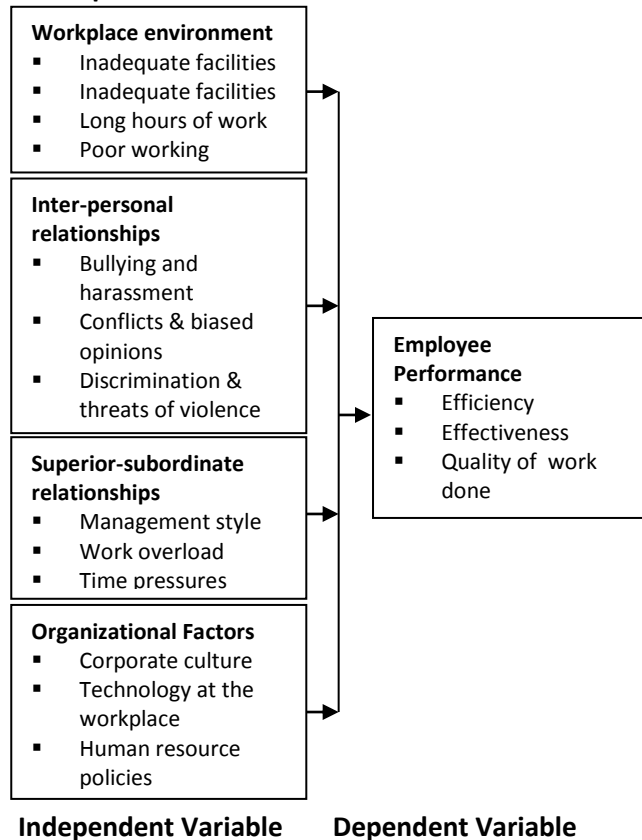 Workplace environment
▪ Inadequate facilities
▪ Inadequate facilities
▪ Long hours of work
▪ Poor working
Inter-personal
relationships
▪ Bullying and
harassment
▪ Conflicts & biased
opinions
▪ Discrimination &
threats of violence
Superior-subordinate
relationships
▪ Management style
▪ Work overload
▪ Time pressures
Organizational Factors
▪ Corporate culture
▪ Technology at the
workplace
▪ Human resource
policies
Employee
Performance
▪ Efficiency
▪ Effectiveness
▪ Quality of work
done
Independent Variable
Dependent Variable